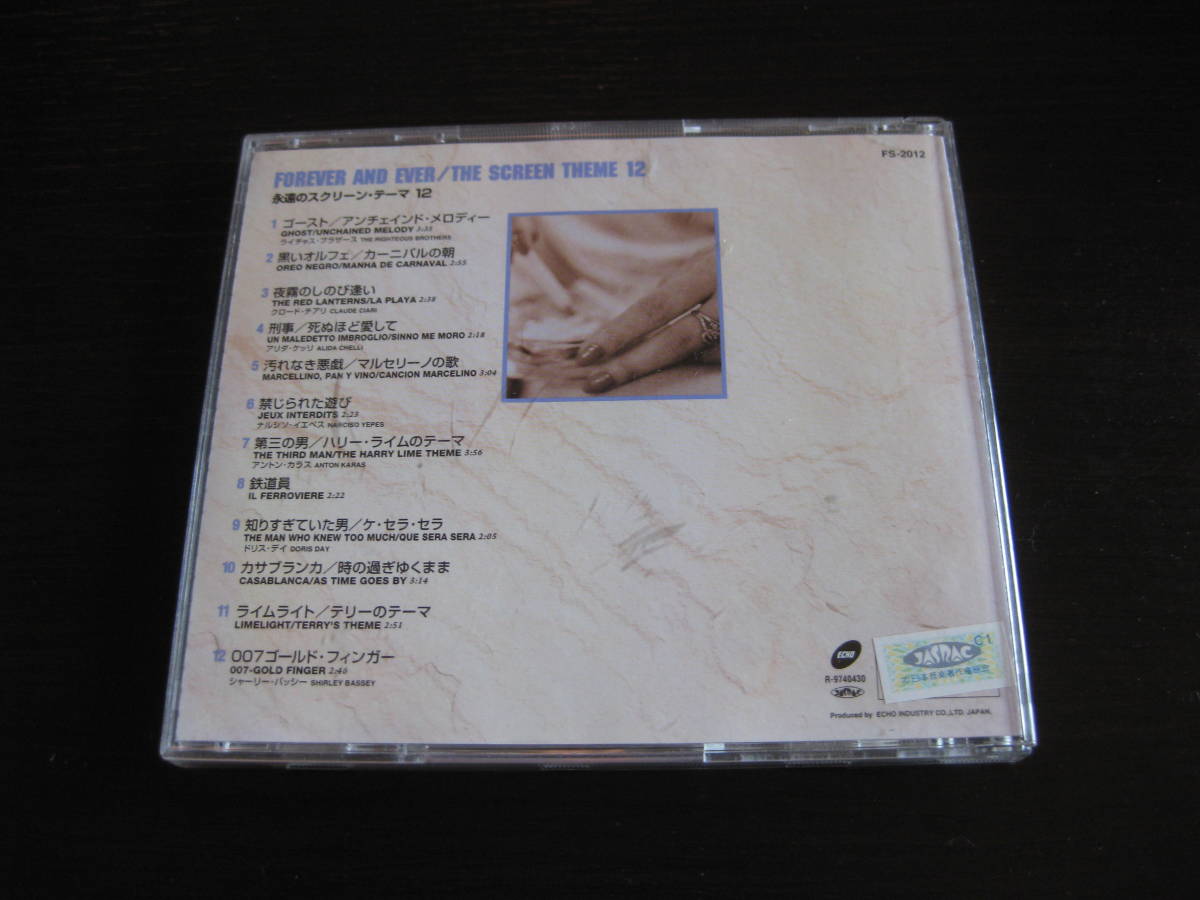 FS-2012
FOREVER AND EVER/THE SCREEN THEME 12
永遠のスクリーン・テーマ 12
1 ゴースト/アンチェインド・メロディー
GHOST/UNCHAINED MELODY 3:35
ライチャス・ブラザース THE RIGHTEOUS BROTHERS
2 黒いオルフェ/カーニバルの朝
OREO NEGRO/MANHA DE CARNAVAL 2:55
3 夜霧のしのび逢い
THE RED LANTERNS/LA PLAYA 2:38
クロード・チアリ CLAUDE CIARI
4 刑事/死ぬほど愛して
UN MALEDETTO IMBROGLIO/SINNO ME MORO 2:18
アリダ・ケッリ ALIDA CHELLI
5 汚れなき悪戯/マルセリーノの歌
MARCELLINO, PAN Y VINO/CANCION MARCELINO 3:04
6 禁じられた遊び
JEUX INTERDITS 2:23
ナルシソ・イエペス NARCISO YEPES
7 第三の男/ハリー・ライムのテーマ
THE THIRD MAN/THE HARRY LIME THEME 3:56
アントン・カラス ANTON KARAS
8 鉄道員
IL FERROVIERE 2:22
9 知りすぎていた男/ケ・セラ・セラ
THE MAN WHO KNEW TOO MUCH/QUE SERA SERA 2:05
ドリス・デイ DORIS DAY
10 カサブランカ/時の過ぎゆくまま
CASABLANCA/AS TIME GOES BY 3:14
11 ライムライト/テリーのテーマ
LIMELIGHT/TERRY'S THEME 2:51
12 007ゴールド・フィンガー
007-GOLD FINGER 2:46
シャーリー・バッシー SHIRLEY BASSEY
ECHO
R-9740430
JASRAC
C1
JASRAC
Produced by ECHO INDUSTRY CO.,LTD. JAPAN.